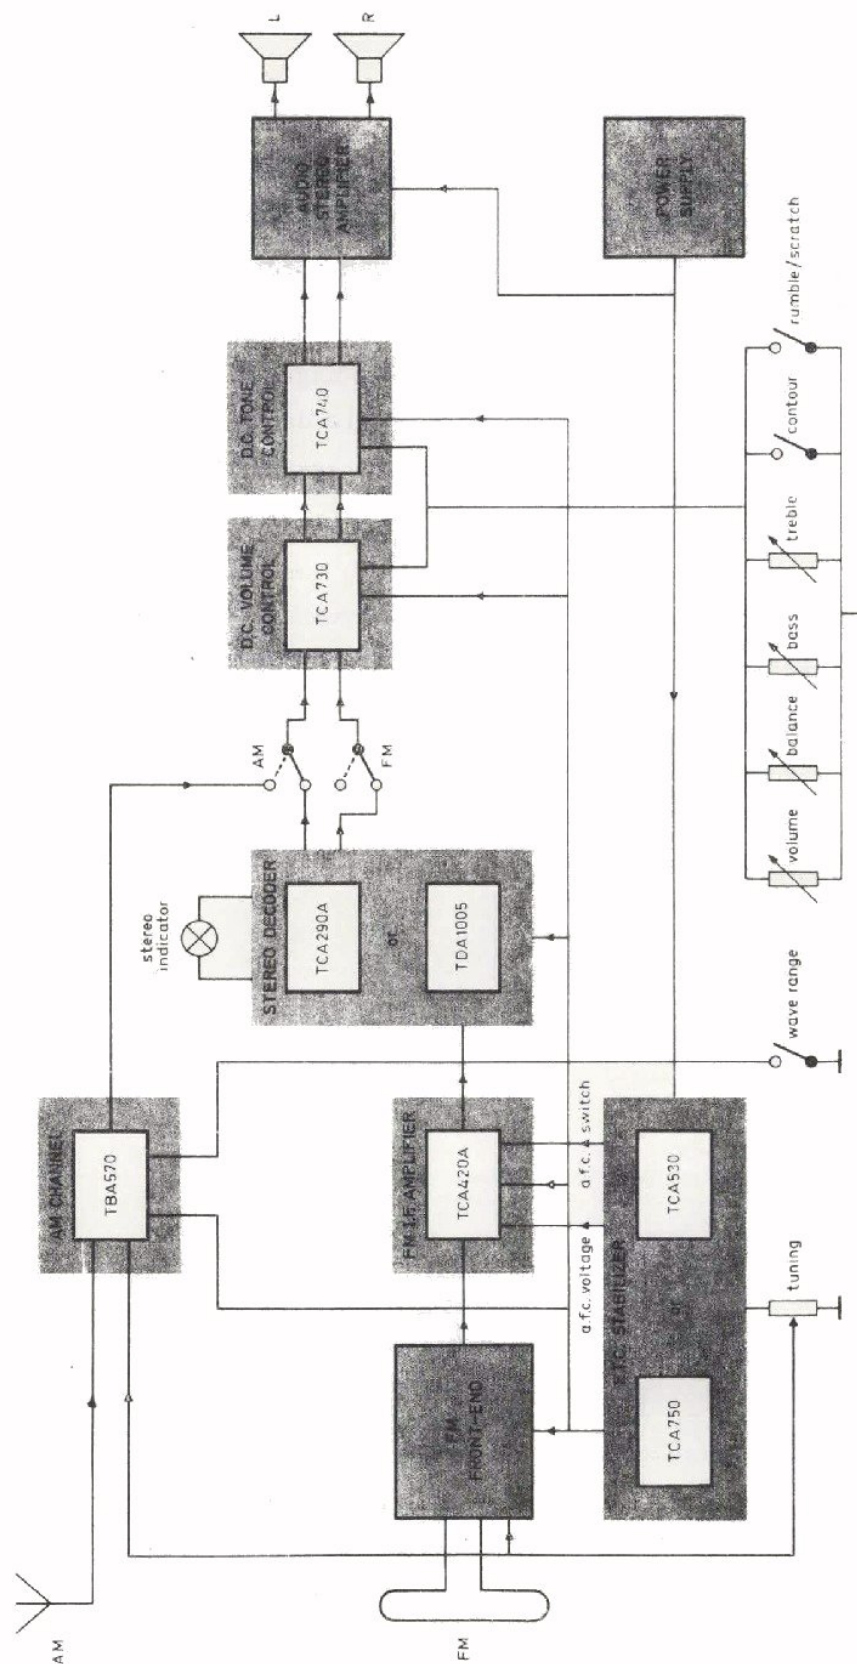 AM
FM
AM CHANNEL
TBA570
FM
FRONT-END
FM I.F. AMPLIFIER
TCA420A
a.f.c. voltage
a.f.c. switch
STABILIZER
TCA750
or
TCA530
tuning
wave range
stereo
indicator
STEREO DECODER
TCA290A
or
TDA1005
AM
FM
D.C. VOLUME
CONTROL
TCA730
D.C. TONE
CONTROL
TCA740
AUDIO
STEREO
AMPLIFIER
L
R
POWER
SUPPLY
volume
balance
bass
treble
contour
rumble/scratch